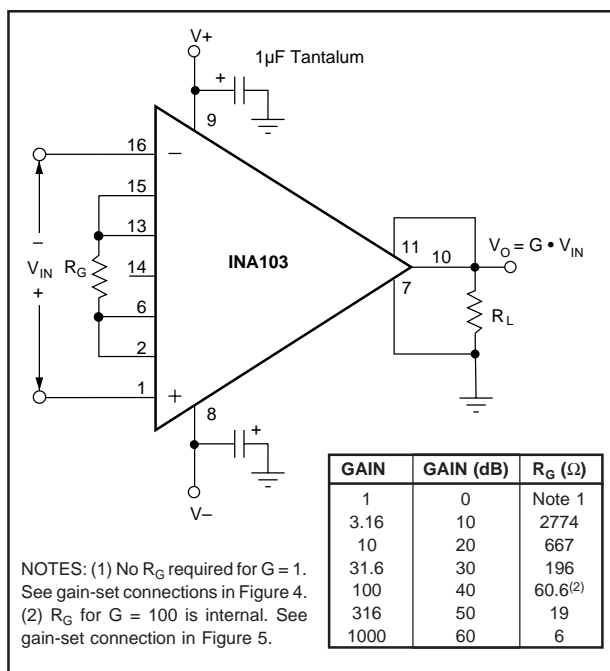 V+
1µF Tantalum
+
9
16
–
15
13
14
6
2
1
+
–
V_IN
+
R_G
INA103
11
10
7
V_O = G • V_IN
R_L
8
+
V–
GAIN GAIN (dB) R_G (Ω)
1 0 Note 1
3.16 10 2774
10 20 667
31.6 30 196
100 40 60.6(2)
316 50 19
1000 60 6
NOTES: (1) No R_G required for G = 1.
See gain-set connections in Figure 4.
(2) R_G for G = 100 is internal. See
gain-set connection in Figure 5.